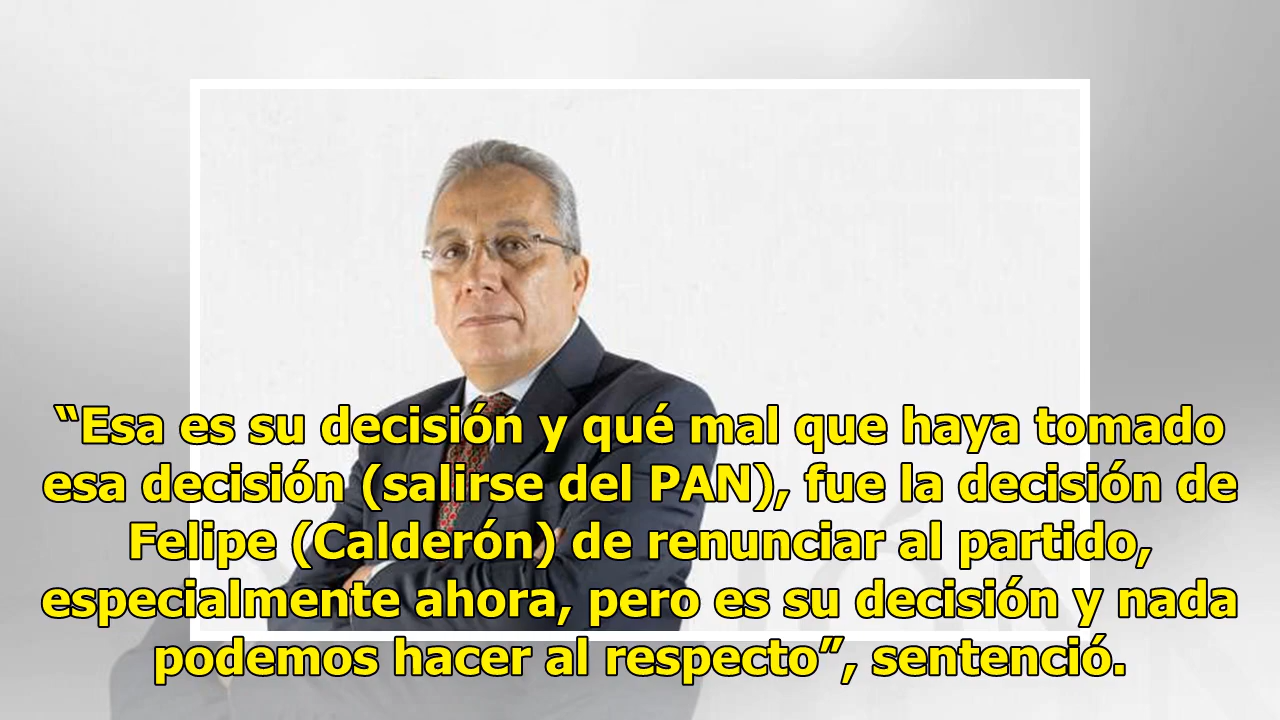 “Esa es su decisión y qué mal que haya tomado
esa decisión (salirse del PAN), fue la decisión de
Felipe (Calderón) de renunciar al partido,
especialmente ahora, pero es su decisión y nada
podemos hacer al respecto”, sentenció.